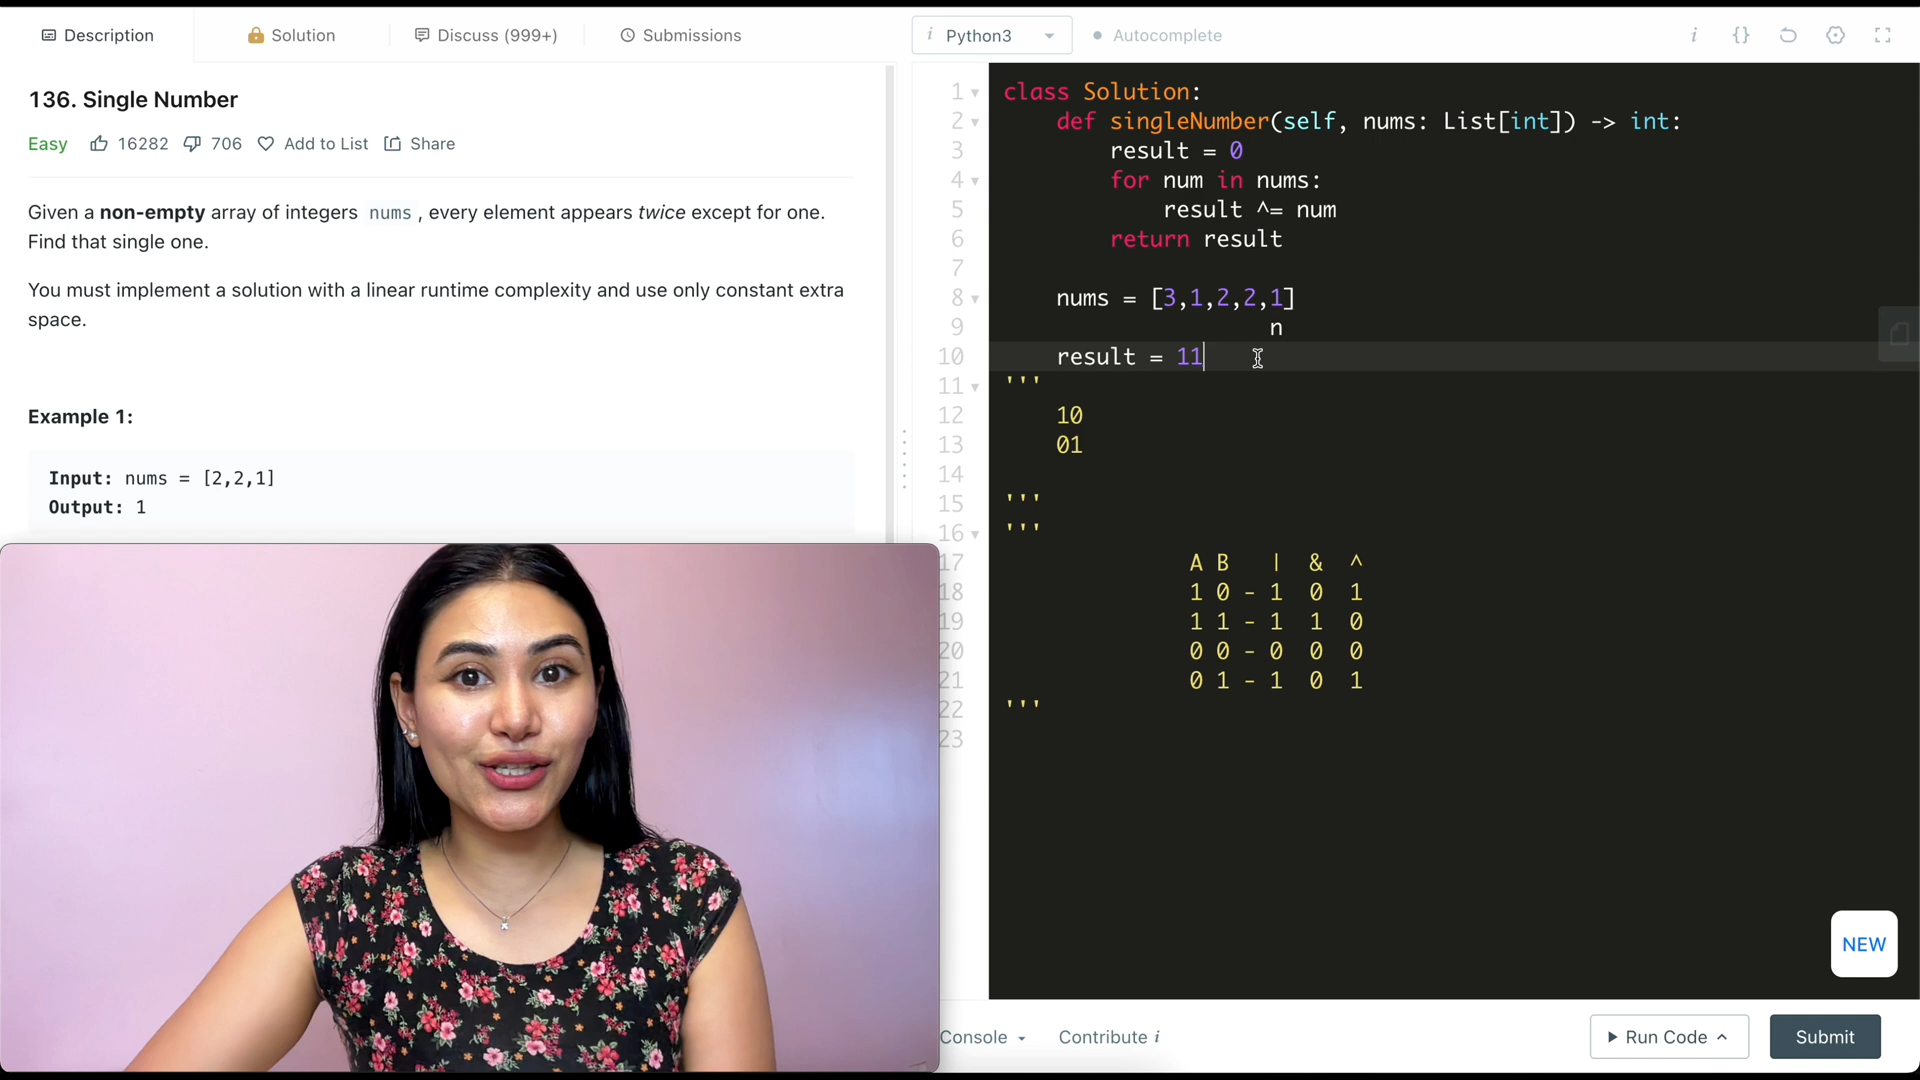 Description
Solution
Discuss (999+)
Submissions
i Python3
Autocomplete
i {}
136. Single Number
Easy 16282 706 Add to List Share
Given a non-empty array of integers nums , every element appears twice except for one.
Find that single one.
You must implement a solution with a linear runtime complexity and use only constant extra
space.
Example 1:
Input: nums = [2,2,1]
Output: 1
1 class Solution:
2 def singleNumber(self, nums: List[int]) -> int:
3 result = 0
4 for num in nums:
5 result ^= num
6 return result
7
8 nums = [3,1,2,2,1]
9 n
10 result = 11
11 '''
12 10
13 01
14
15 '''
16 '''
17 A B | & ^
18 1 0 - 1 0 1
19 1 1 - 1 1 0
20 0 0 - 0 0 0
21 0 1 - 1 0 1
22 '''
23
NEW
Console
Contribute i
Run Code
Submit